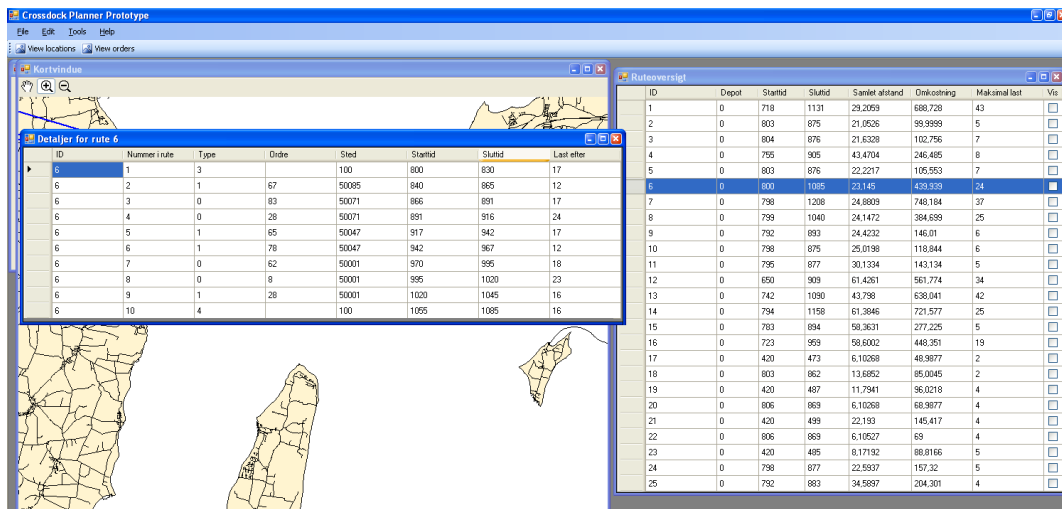 Crossdock Planner Prototype
File Edit Tools Help
View locations View orders
Kortvindue
Detaljer for rute 6
ID Nummer i rute Type Ordre Sted Starttid Sluttid Last efter
6 1 3 100 800 830 17
6 2 1 67 50085 840 865 12
6 3 0 83 50071 866 891 17
6 4 0 28 50071 891 916 24
6 5 1 65 50047 917 942 17
6 6 1 78 50047 942 967 12
6 7 0 62 50001 970 995 18
6 8 0 8 50001 995 1020 23
6 9 1 28 50001 1020 1045 16
6 10 4 100 1055 1085 16
Ruteoversigt
ID Depot Starttid Sluttid Samlet afstand Omkostning Maksimal last Vis
1 0 718 1131 29,2059 688,728 43
2 0 803 875 21,0526 99,9999 5
3 0 804 876 21,6328 102,756 7
4 0 755 905 43,4704 246,485 8
5 0 803 876 22,2217 105,553 7
6 0 800 1085 23,145 439,939 24
7 0 798 1208 24,8809 748,184 37
8 0 799 1040 24,1472 384,699 25
9 0 792 893 24,4232 146,01 6
10 0 798 875 25,0198 118,844 6
11 0 795 877 30,1334 143,134 5
12 0 650 909 61,4261 561,774 34
13 0 742 1090 43,798 638,041 42
14 0 794 1158 61,3846 721,577 25
15 0 783 894 58,3631 277,225 5
16 0 723 959 58,6002 448,351 19
17 0 420 473 6,10268 48,9877 2
18 0 803 862 13,6852 85,0045 2
19 0 420 487 11,7941 96,0218 4
20 0 806 869 6,10268 68,9877 4
21 0 420 499 22,193 145,417 4
22 0 806 869 6,10527 69 4
23 0 420 485 8,17192 88,8166 5
24 0 798 877 22,5937 157,32 5
25 0 792 883 34,5897 204,301 4